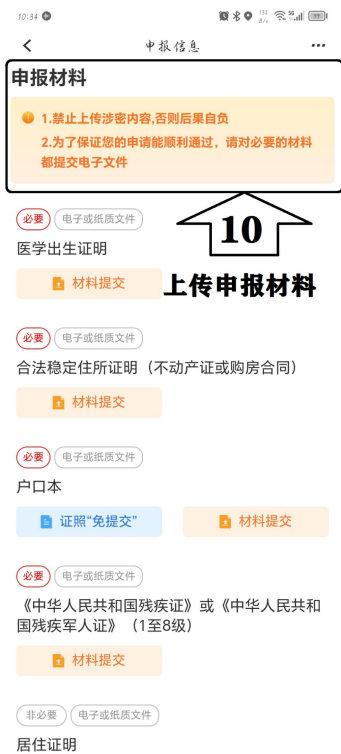 10:34
132
B/s
5G
77
申报信息
申报材料
1.禁止上传涉密内容,否则后果自负
2.为了保证您的申请能顺利通过，请对必要的材料
都提交电子文件
10
上传申报材料
必要 电子或纸质文件
医学出生证明
材料提交
必要 电子或纸质文件
合法稳定住所证明（不动产证或购房合同）
材料提交
必要 电子或纸质文件
户口本
证照“免提交” 材料提交
必要 电子或纸质文件
《中华人民共和国残疾证》或《中华人民共和
国残疾军人证》（1至8级）
材料提交
非必要 电子或纸质文件
居住证明